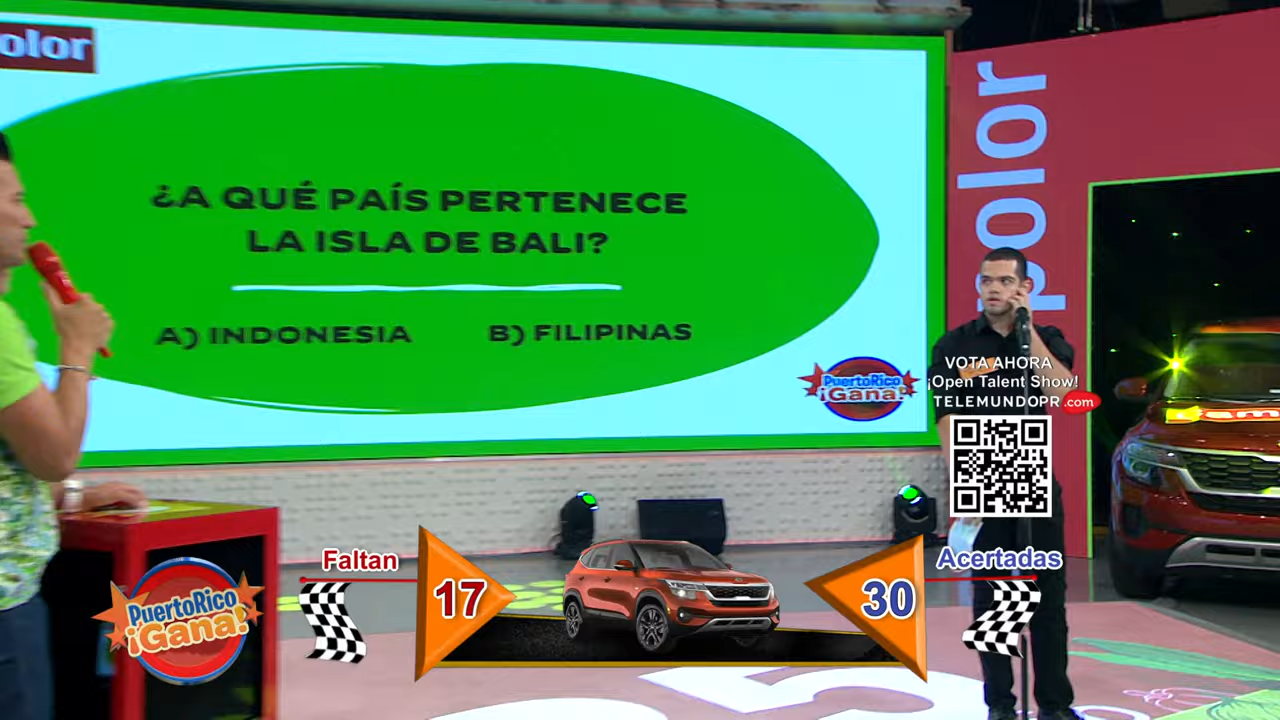 olor
¿A QUÉ PAÍS PERTENECE
LA ISLA DE BALI?
A) INDONESIA
B) FILIPINAS
polor
PuertoRico
¡Gana!
VOTA AHORA
¡Open Talent Show!
TELEMUNDOPR.com
Faltan
17
Acertadas
30
PuertoRico
¡Gana!